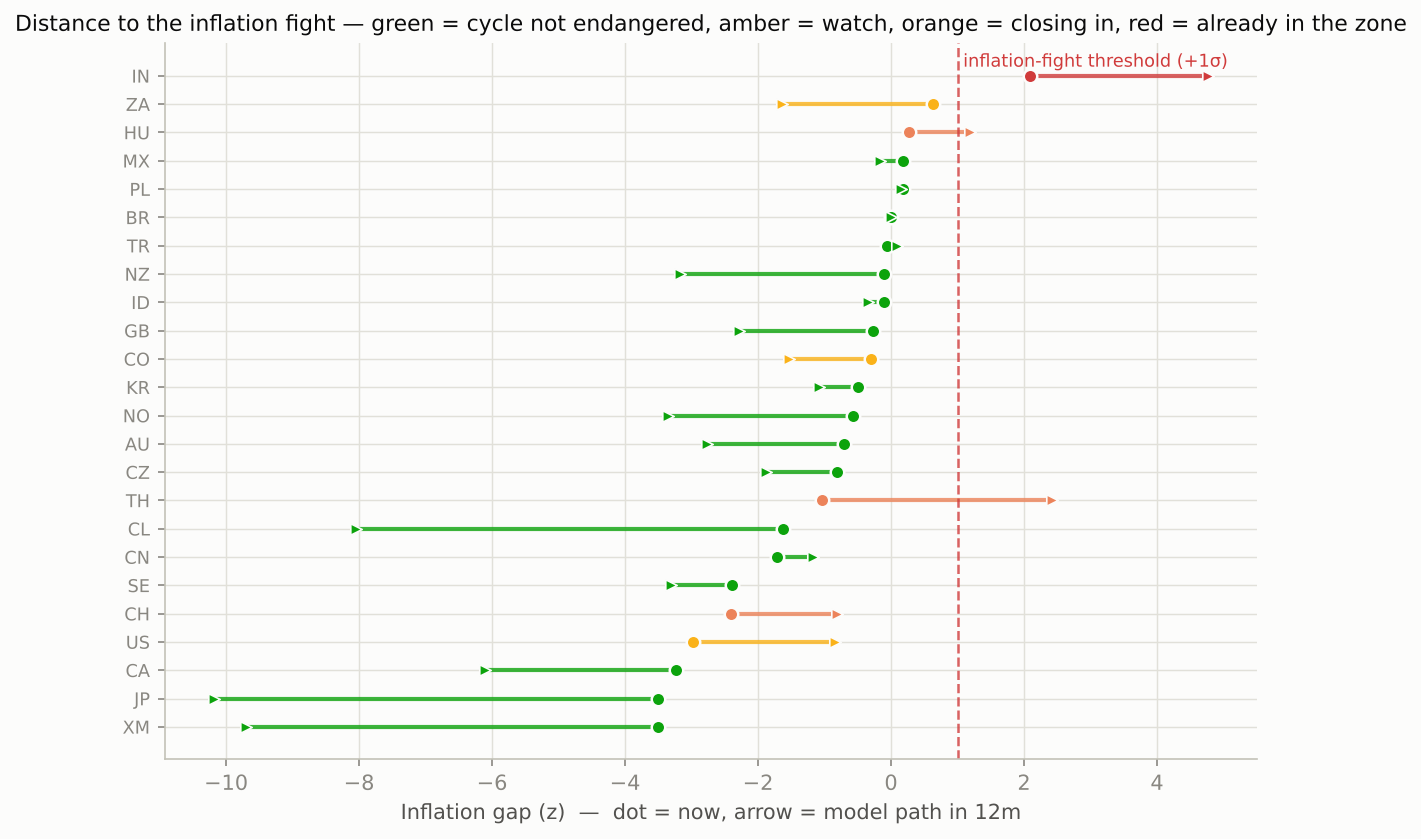 Distance to the inflation fight — green = cycle not endangered, amber = watch, orange = closing in, red = already in the zone
inflation-fight threshold (+1σ)
IN
ZA
HU
MX
PL
BR
TR
NZ
ID
GB
CO
KR
NO
AU
CZ
TH
CL
CN
SE
CH
US
CA
JP
XM
−10 −8 −6 −4 −2 0 2 4
Inflation gap (z) — dot = now, arrow = model path in 12m